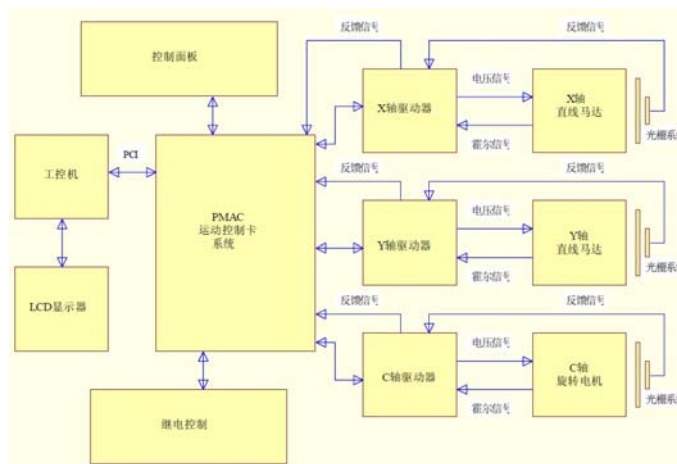 反馈信号
反馈信号
控制面板
X轴驱动器
电压信号
霍尔信号
X轴
直线马达
光栅系
PCI
工控机
PMAC
运动控制卡
系统
反馈信号
反馈信号
Y轴驱动器
电压信号
霍尔信号
Y轴
直线马达
光栅系
LCD显示器
反馈信号
反馈信号
C轴驱动器
电压信号
霍尔信号
C轴
旋转电机
光栅系
继电控制